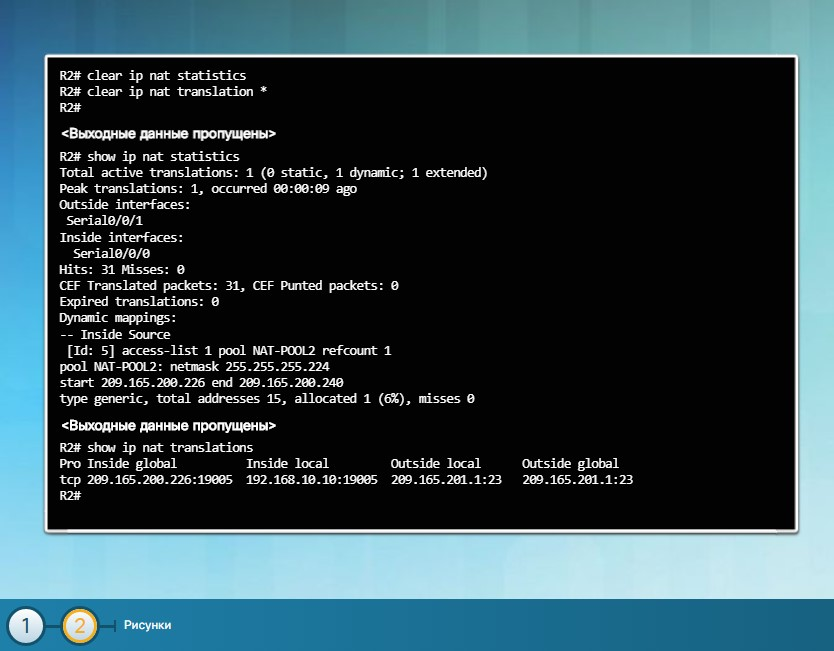 R2# clear ip nat statistics
R2# clear ip nat translation *
R2#
<Выходные данные пропущены>
R2# show ip nat statistics
Total active translations: 1 (0 static, 1 dynamic; 1 extended)
Peak translations: 1, occurred 00:00:09 ago
Outside interfaces:
Serial0/0/1
Inside interfaces:
Serial0/0/0
Hits: 31 Misses: 0
CEF Translated packets: 31, CEF Punted packets: 0
Expired translations: 0
Dynamic mappings:
-- Inside Source
[Id: 5] access-list 1 pool NAT-POOL2 refcount 1
pool NAT-POOL2: netmask 255.255.255.224
start 209.165.200.226 end 209.165.200.240
type generic, total addresses 15, allocated 1 (6%), misses 0
<Выходные данные пропущены>
R2# show ip nat translations
Pro Inside global Inside local Outside local Outside global
tcp 209.165.200.226:19005 192.168.10.10:19005 209.165.201.1:23 209.165.201.1:23
R2#
1 2 Рисунки